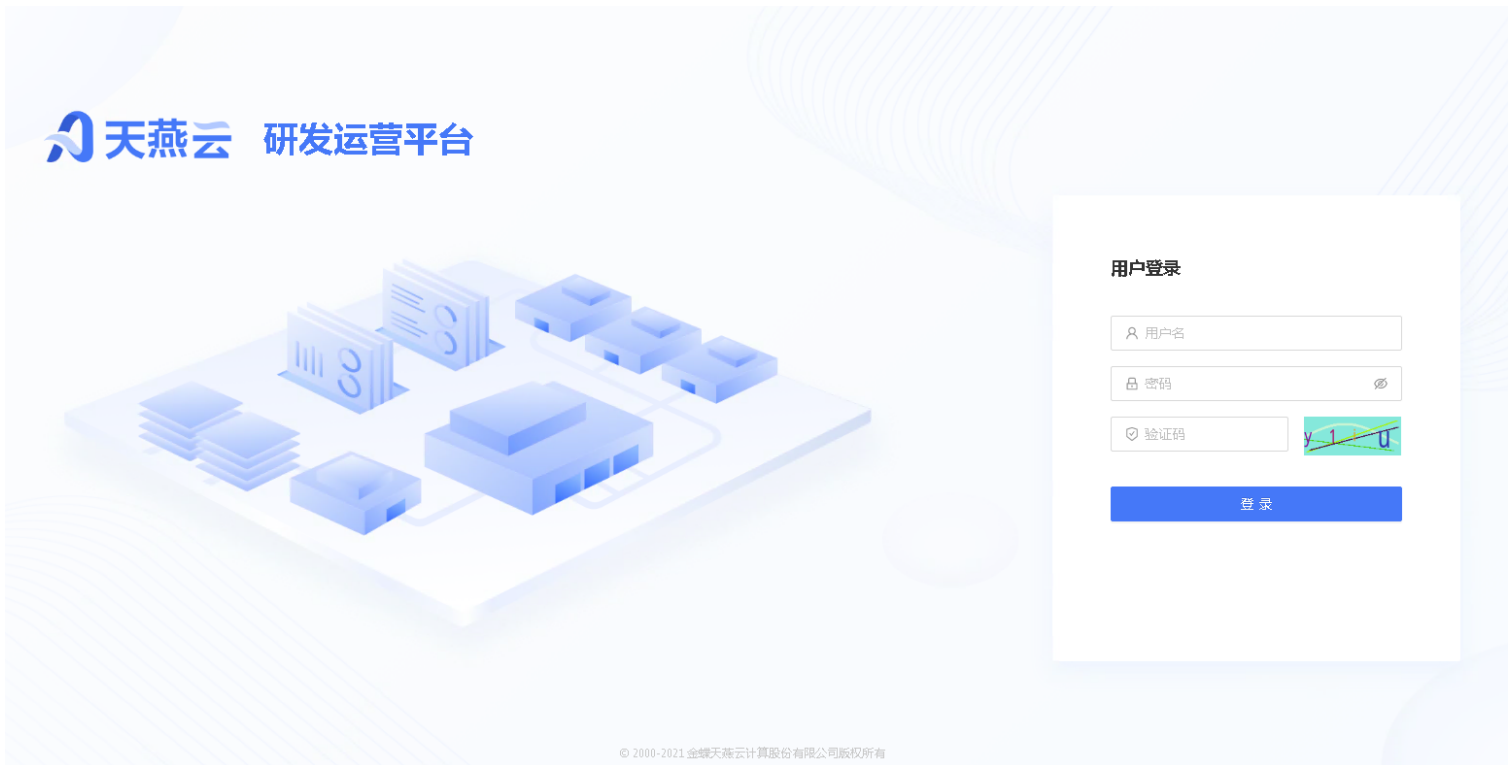 天燕云 研发运营平台
用户登录
用户名
密码
验证码
登 录
© 2000-2021 金蝶天燕云计算股份有限公司版权所有